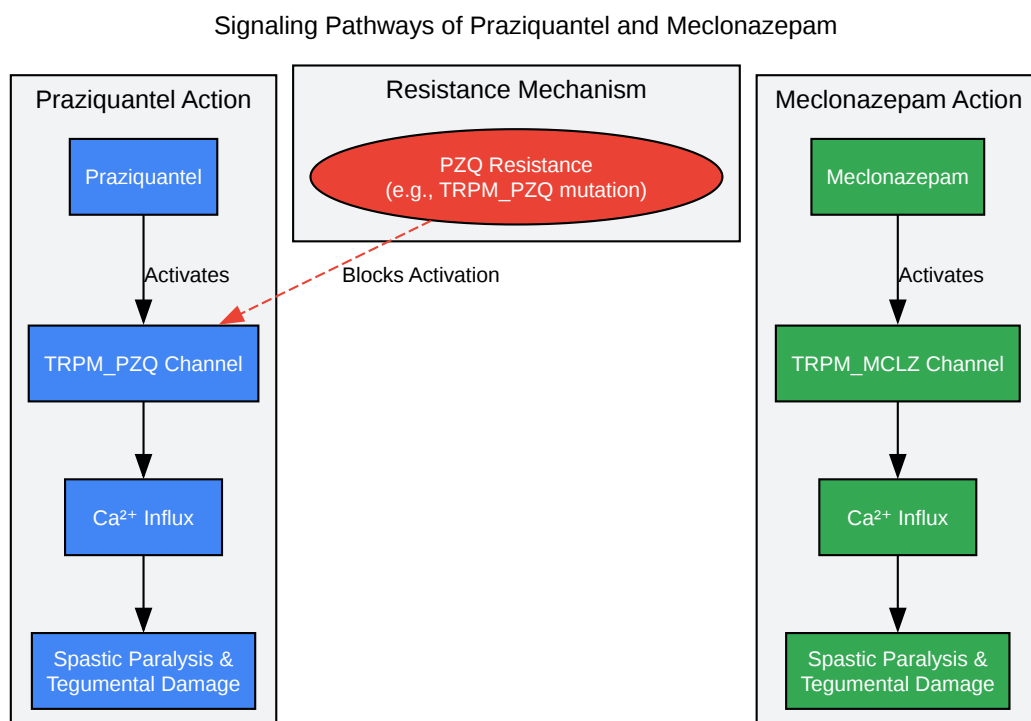 Signaling Pathways of Praziquantel and Meclonazepam
Praziquantel Action
Praziquantel
Activates
TRPM_PZQ Channel
Ca²⁺ Influx
Spastic Paralysis &
Tegumental Damage
Resistance Mechanism
PZQ Resistance
(e.g., TRPM_PZQ mutation)
Blocks Activation
Meclonazepam Action
Meclonazepam
Activates
TRPM_MCLZ Channel
Ca²⁺ Influx
Spastic Paralysis &
Tegumental Damage